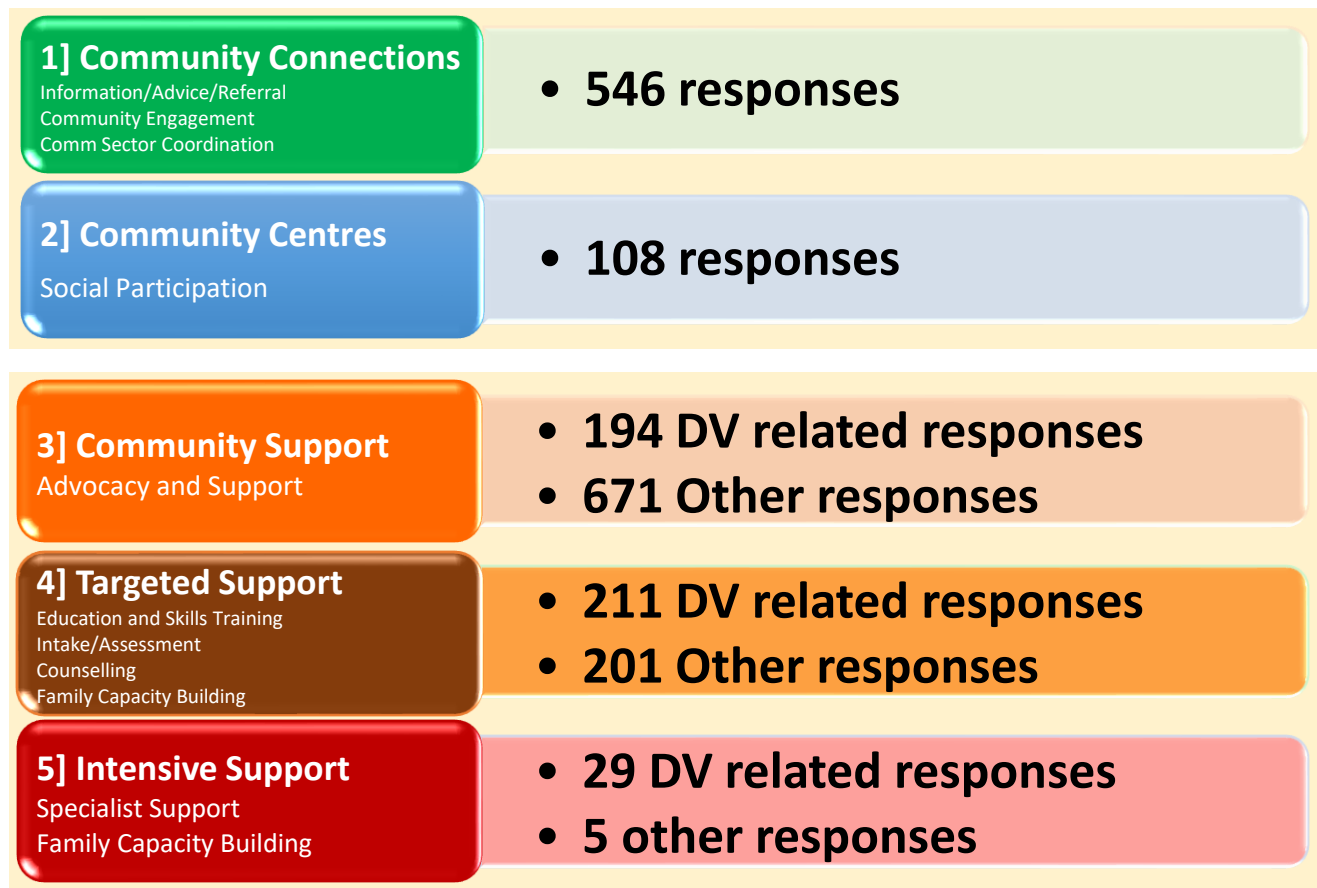 1] Community Connections
Information/Advice/Referral
Community Engagement
Comm Sector Coordination
• 546 responses
2] Community Centres
Social Participation
• 108 responses
3] Community Support
Advocacy and Support
• 194 DV related responses
• 671 Other responses
4] Targeted Support
Education and Skills Training
Intake/Assessment
Counselling
Family Capacity Building
• 211 DV related responses
• 201 Other responses
5] Intensive Support
Specialist Support
Family Capacity Building
• 29 DV related responses
• 5 other responses